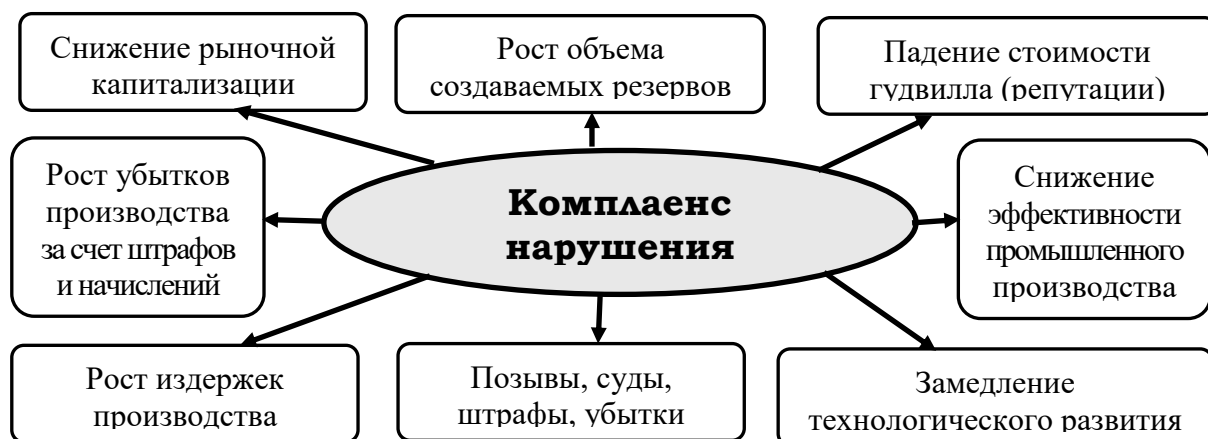 Снижение рыночной
капитализации
Рост объема
создаваемых резервов
Падение стоимости
гудвилла (репутации)
Рост убытков
производства
за счет штрафов
и начислений
Комплаенс
нарушения
Снижение
эффективности
промышленного
производства
Рост издержек
производства
Позывы, суды,
штрафы, убытки
Замедление
технологического развития